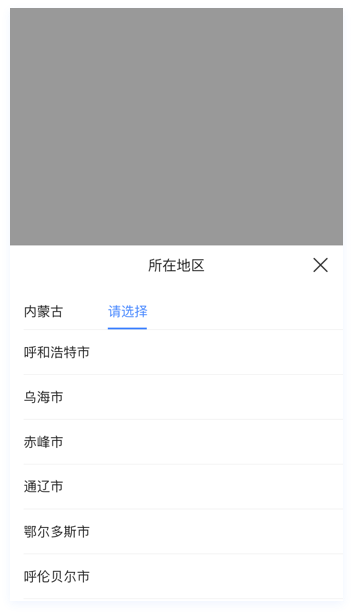 所在地区
内蒙古 请选择
呼和浩特市
乌海市
赤峰市
通辽市
鄂尔多斯市
呼伦贝尔市